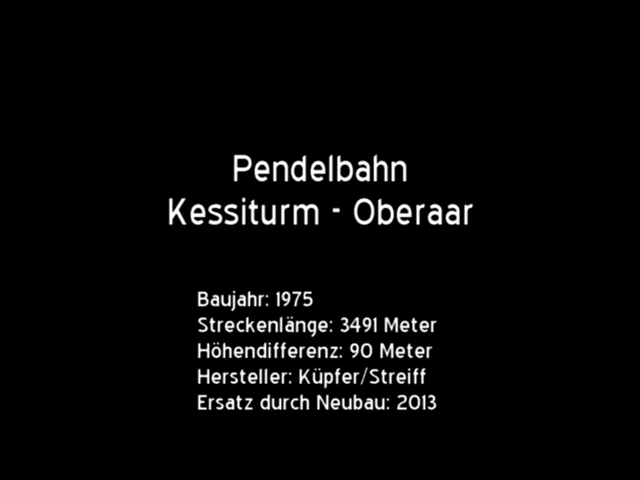 Pendelbahn
Kessiturm - Oberaar
Baujahr: 1975
Streckenlänge: 3491 Meter
Höhendifferenz: 90 Meter
Hersteller: Küpfer/Streiff
Ersatz durch Neubau: 2013